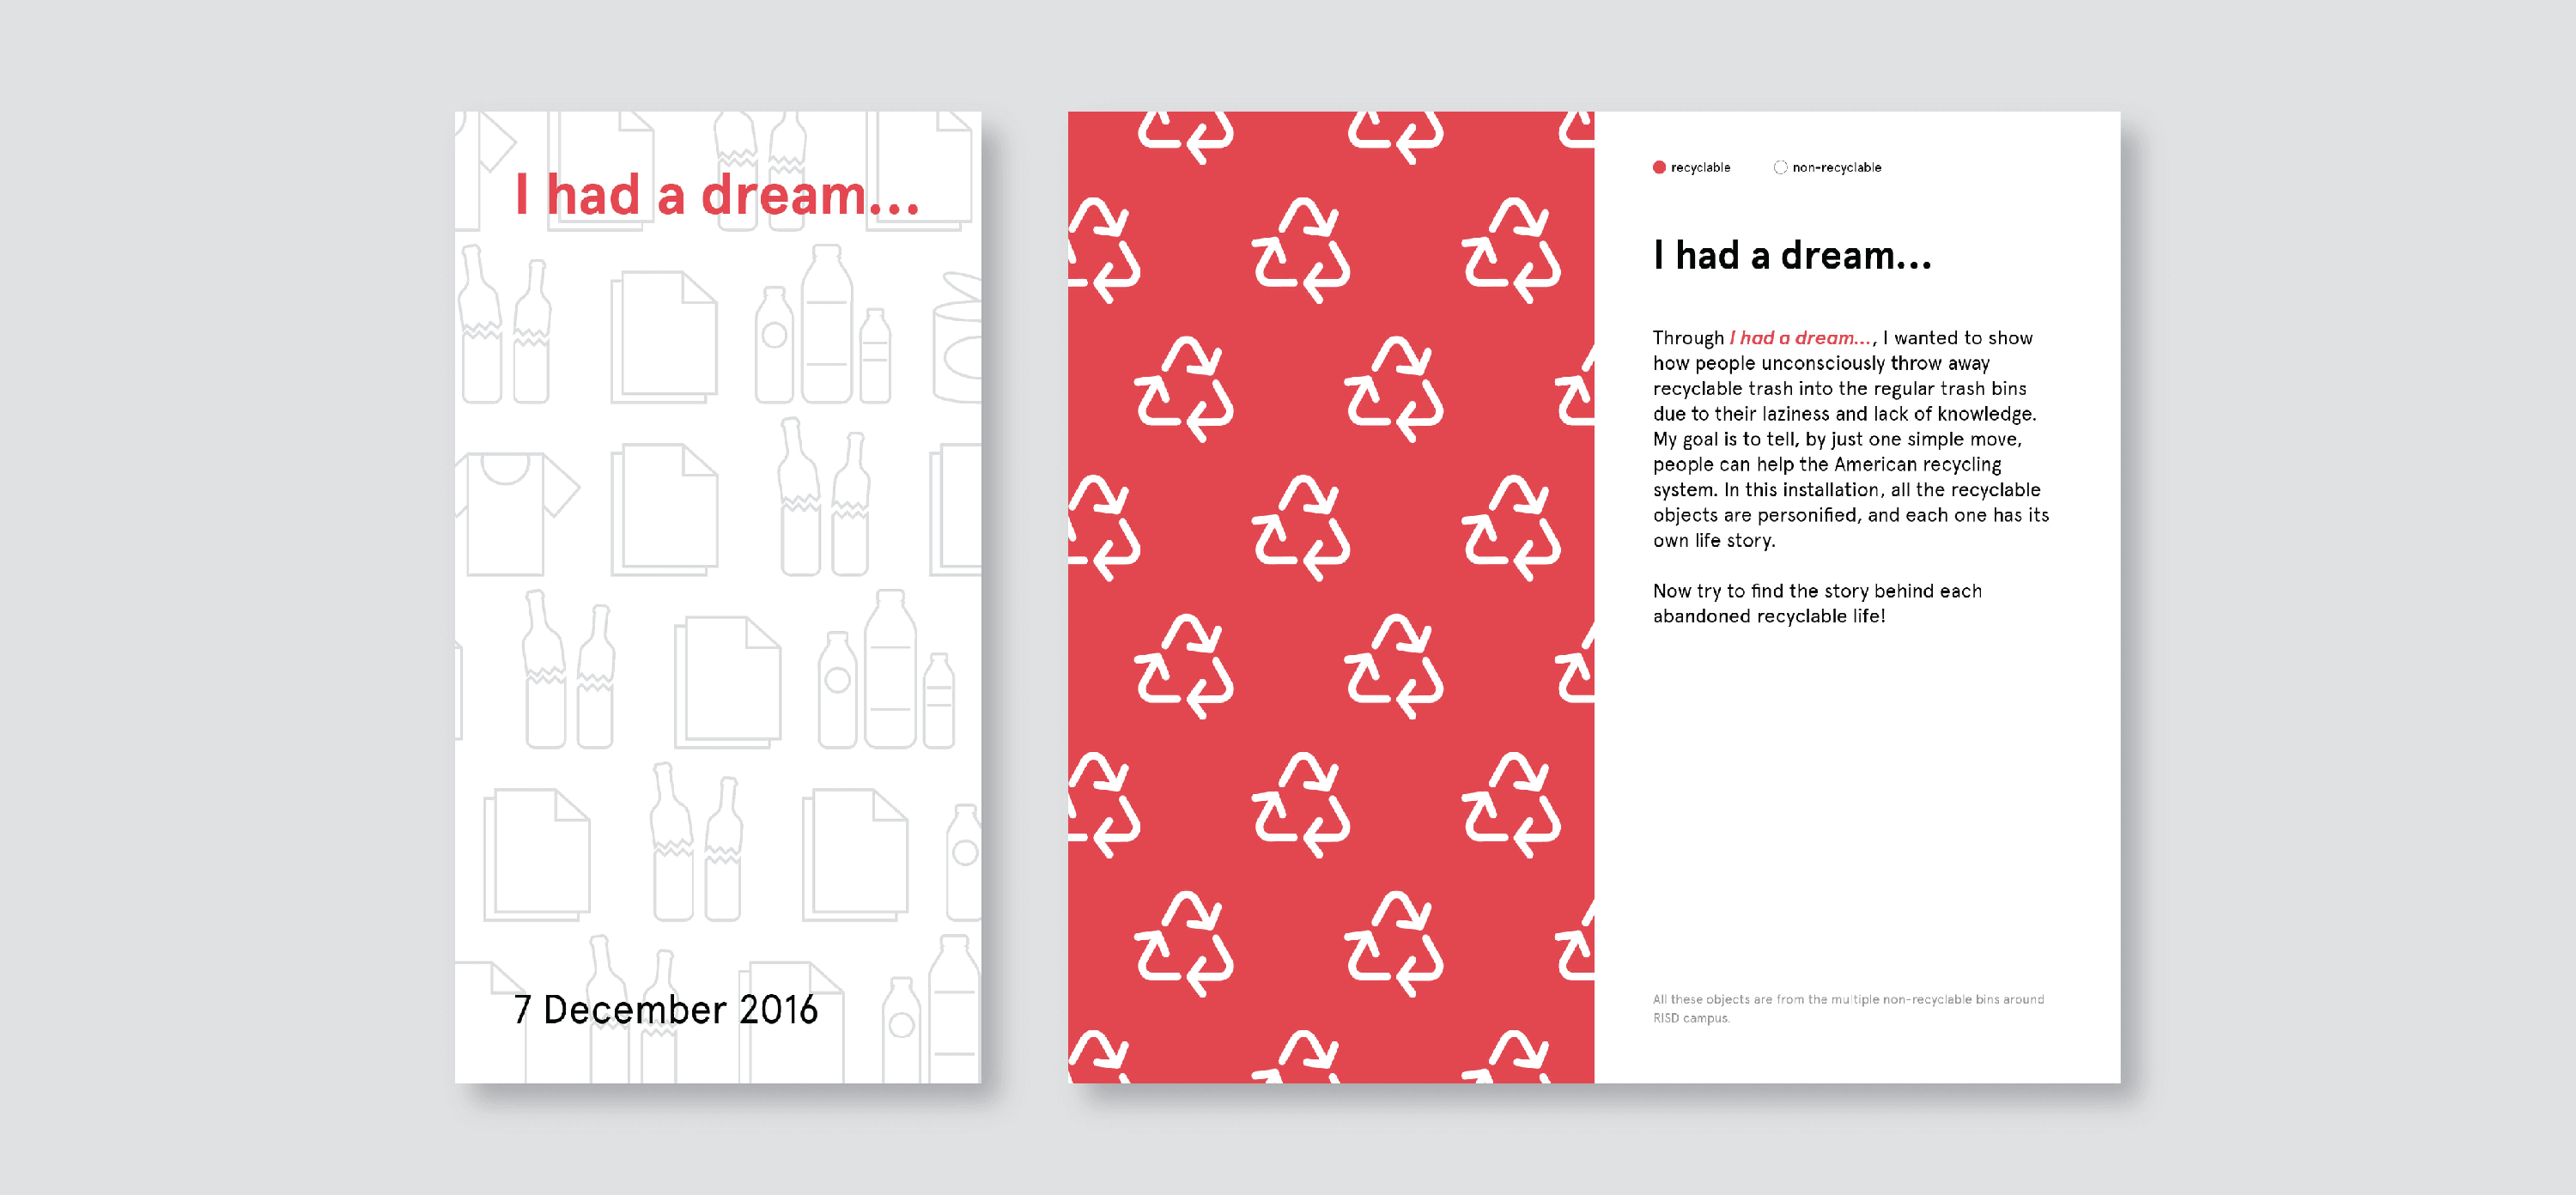 I had a dream...
7 December 2016
recyclable
non-recyclable
I had a dream...
Through I had a dream..., I wanted to show
how people unconsciously throw away
recyclable trash into the regular trash bins
due to their laziness and lack of knowledge.
My goal is to tell, by just one simple move,
people can help the American recycling
system. In this installation, all the recyclable
objects are personified, and each one has its
own life story.
Now try to find the story behind each
abandoned recyclable life!
All these objects are from the multiple non-recyclable bins around
RISD campus.